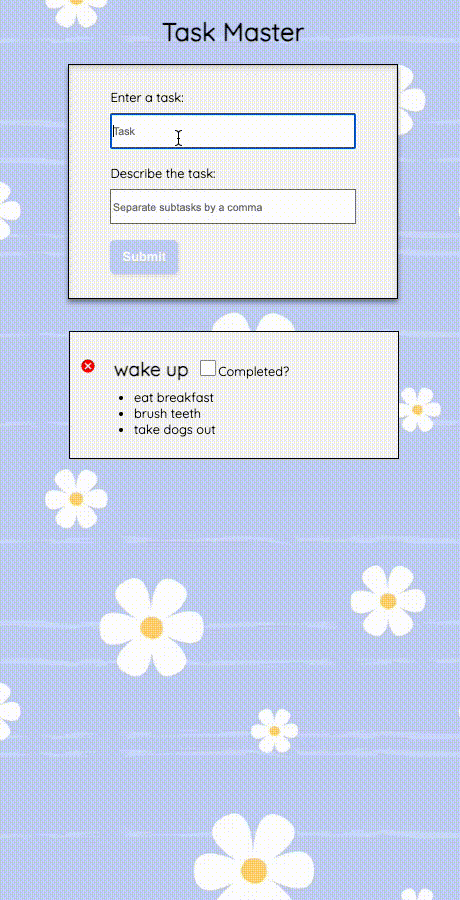 Task Master
Enter a task:
Task
Describe the task:
Separate subtasks by a comma
Submit
wake up Completed?
eat breakfast
brush teeth
take dogs out